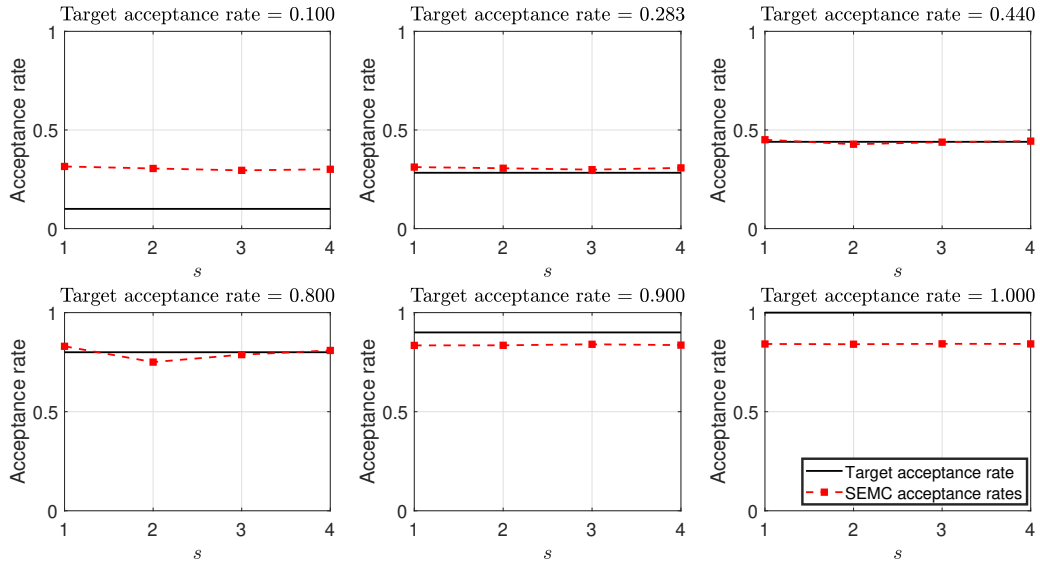 Target acceptance rate = 0.100
Target acceptance rate = 0.283
Target acceptance rate = 0.440
1
0.5
0
Acceptance rate
1 2 3 4
s
1
0.5
0
Acceptance rate
1 2 3 4
s
1
0.5
0
Acceptance rate
1 2 3 4
s
Target acceptance rate = 0.800
Target acceptance rate = 0.900
Target acceptance rate = 1.000
1
0.5
0
Acceptance rate
1 2 3 4
s
1
0.5
0
Acceptance rate
1 2 3 4
s
1
0.5
0
Acceptance rate
1 2 3 4
s
Target acceptance rate
SEMC acceptance rates